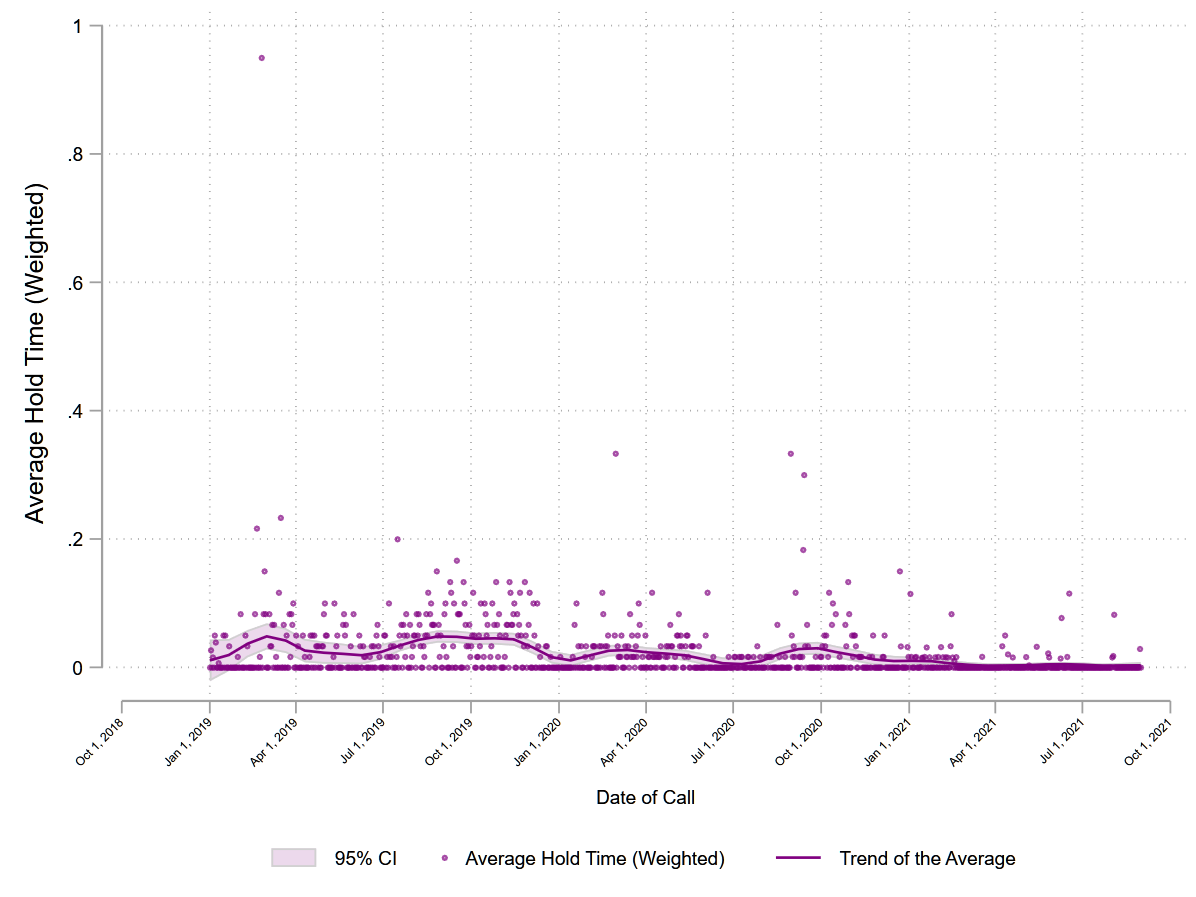 Average Hold Time (Weighted)
1
.8
.6
.4
.2
0
Oct 1, 2018
Jan 1, 2019
Apr 1, 2019
Jul 1, 2019
Oct 1, 2019
Jan 1, 2020
Apr 1, 2020
Jul 1, 2020
Oct 1, 2020
Jan 1, 2021
Apr 1, 2021
Jul 1, 2021
Oct 1, 2021
Date of Call
95% CI
Average Hold Time (Weighted)
Trend of the Average